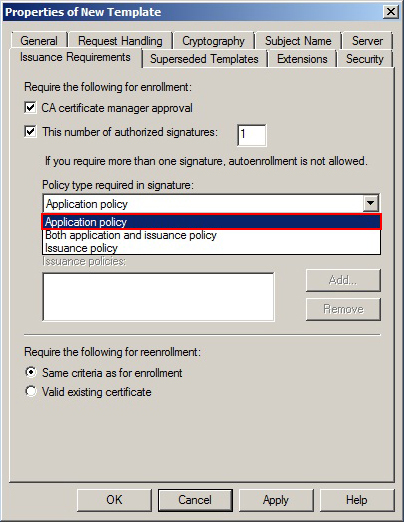 Properties of New Template
General Request Handling Cryptography Subject Name Server
Issuance Requirements Superseded Templates Extensions Security
Require the following for enrollment:
CA certificate manager approval
This number of authorized signatures: 1
If you require more than one signature, autoenrollment is not allowed.
Policy type required in signature:
Application policy
Application policy
Both application and issuance policy
Issuance policy
Issuance policies:
Add...
Remove
Require the following for reenrollment:
Same criteria as for enrollment
Valid existing certificate
OK Cancel Apply Help